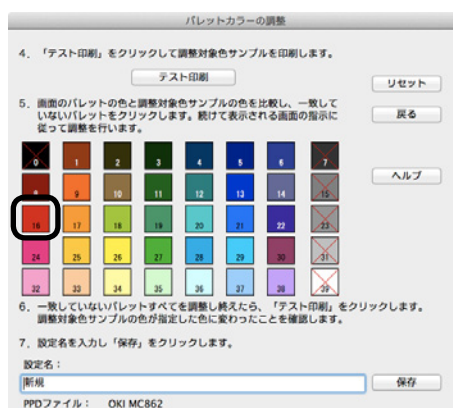 パレットカラーの調整
4. 「テスト印刷」をクリックして調整対象色サンプルを印刷します。
テスト印刷
リセット
5. 画面のパレットの色と調整対象色サンプルの色を比較し、一致して
いないパレットをクリックします。続けて表示される画面の指示に
従って調整を行います。
戻る
ヘルプ
0 1 2 3 4 5 6 7
8 9 10 11 12 13 14 15
16 17 18 19 20 21 22 23
24 25 26 27 28 29 30 31
32 33 34 35 36 37 38 39
6. 一致していないパレットすべてを調整し終えたら、「テスト印刷」をクリックします。
調整対象色サンプルの色が指定した色に変わったことを確認します。
7. 設定名を入力し「保存」をクリックします。
設定名：
新規
保存
PPDファイル： OKI MC862